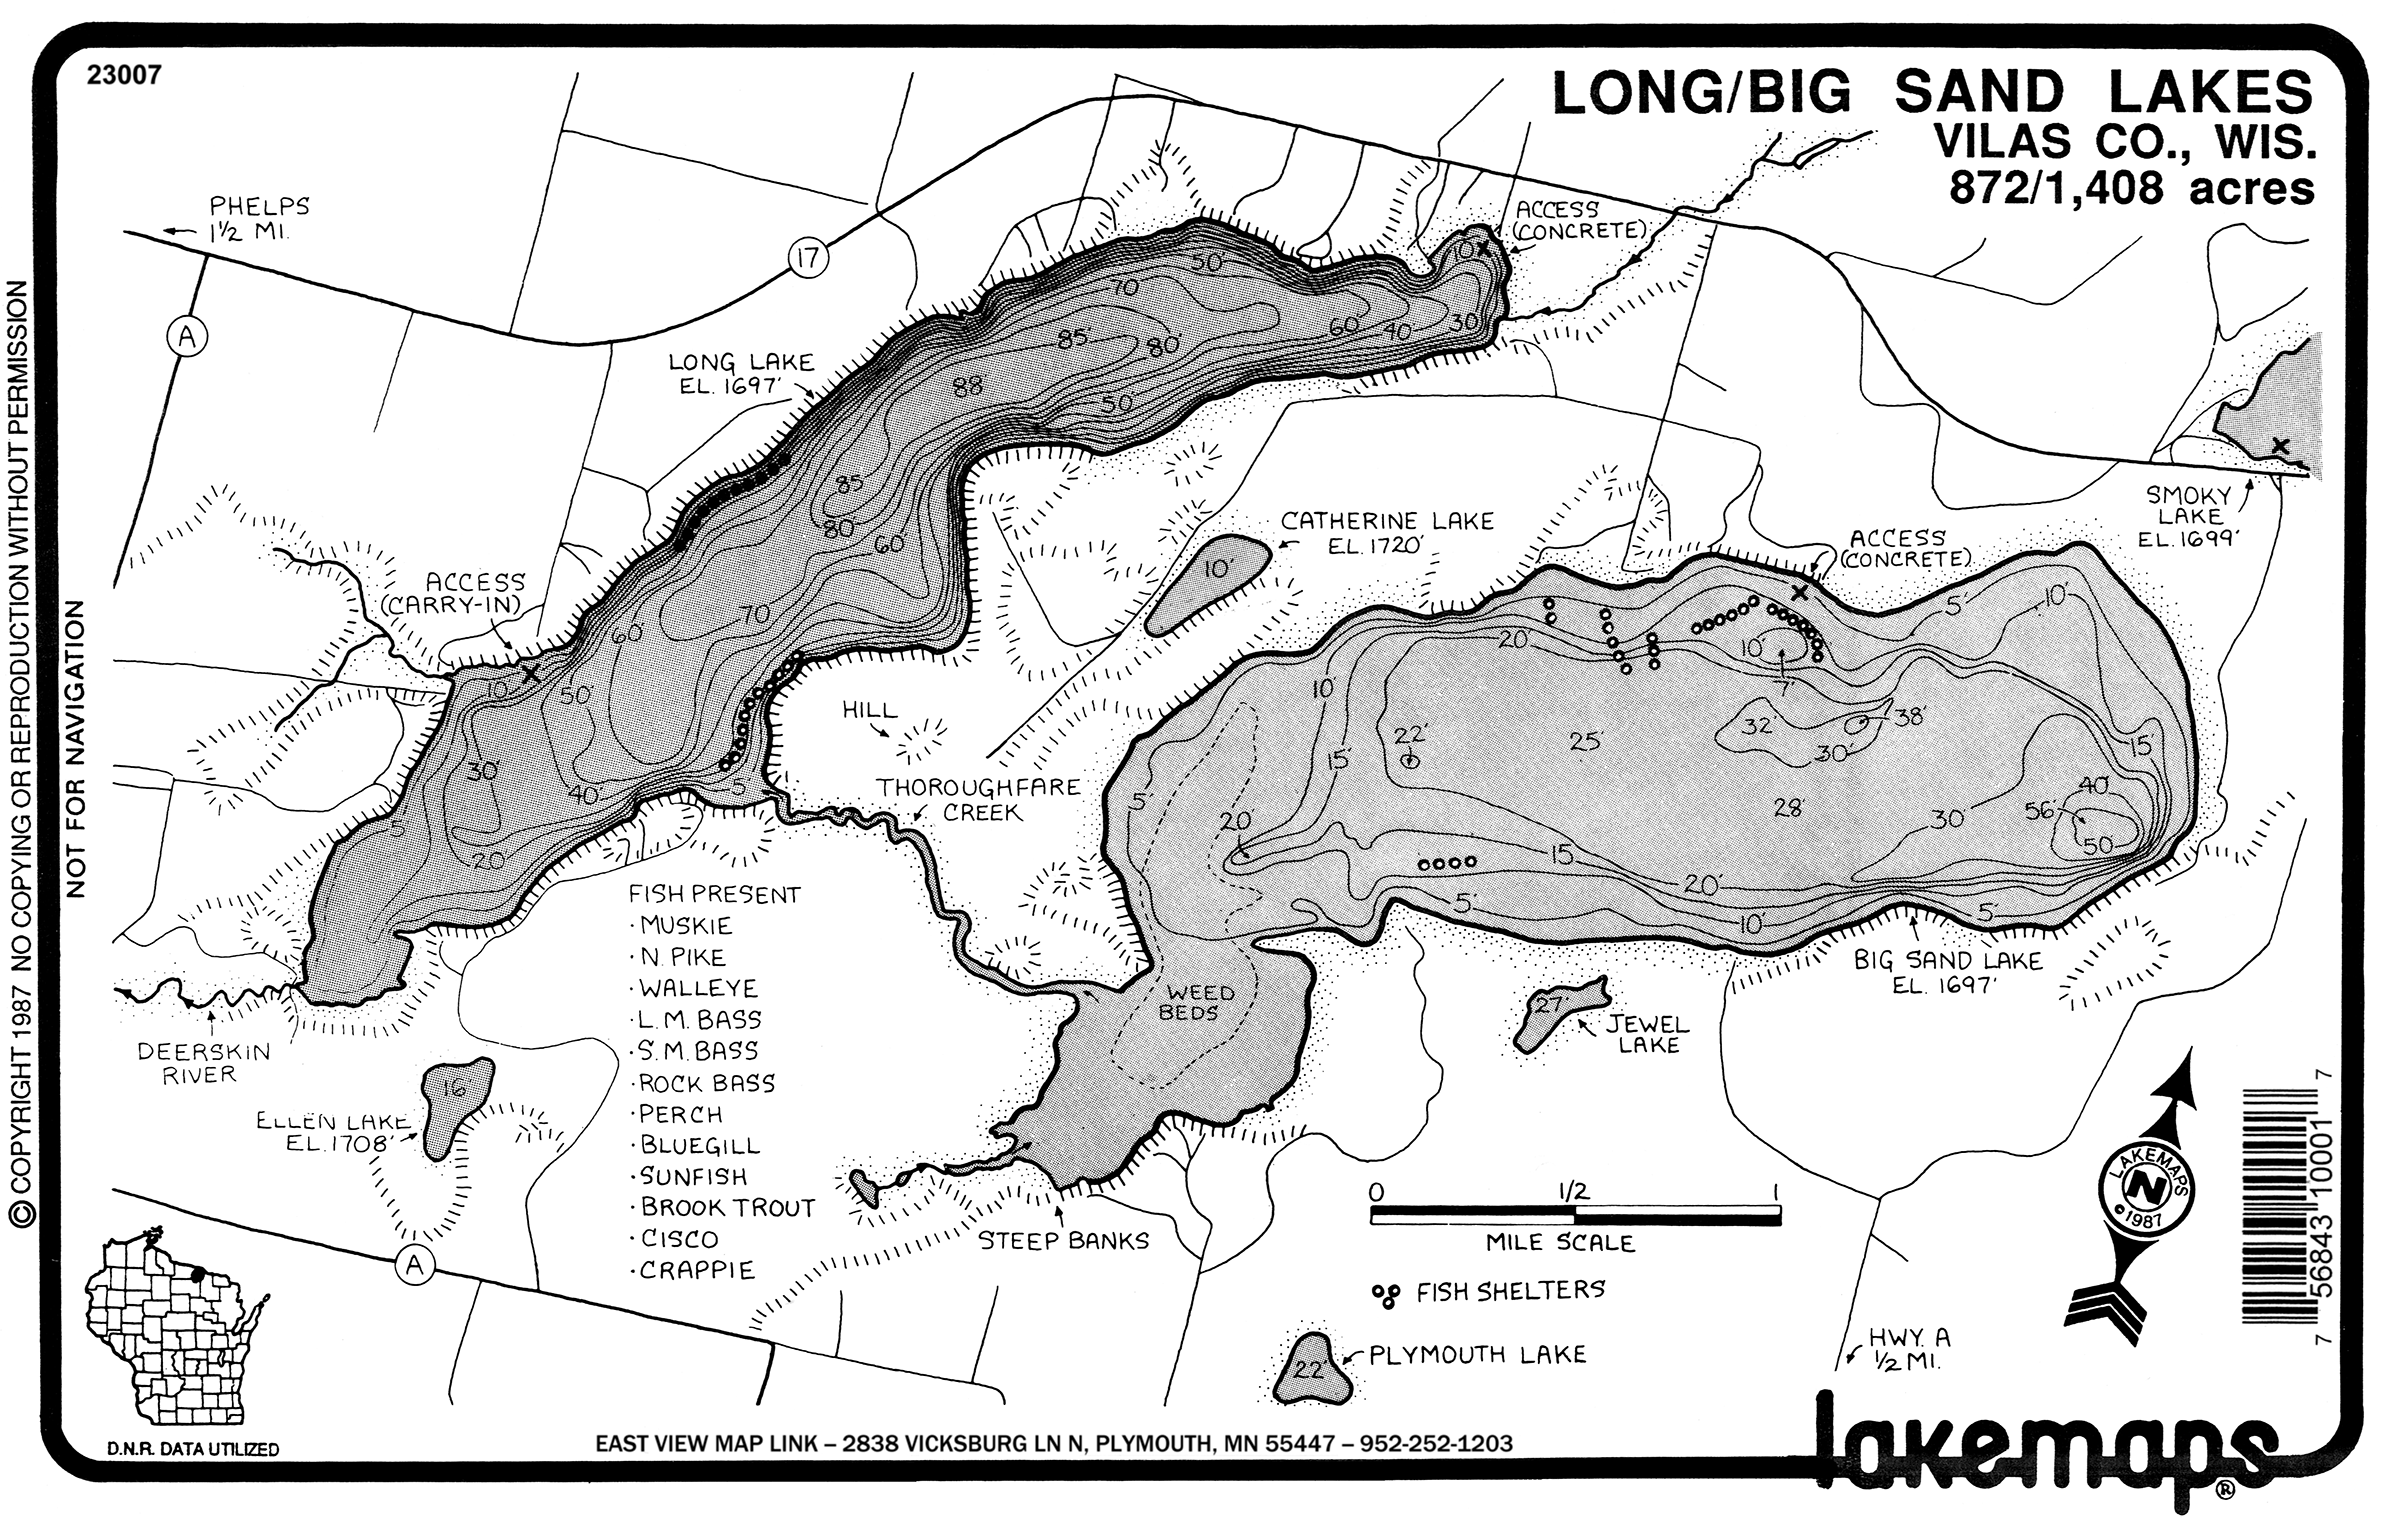 23007
LONG/BIG SAND LAKES
VILAS CO., WIS.
872/1,408 acres
PHELPS
1½ MI.
17
A
ACCESS
(CONCRETE)
LONG LAKE
EL. 1697'
50'
70'
85'
80'
88
60'
40'
30'
10'
50'
85'
80'
60'
70'
60'
50'
10'
30'
40'
20'
5'
5'
ACCESS
(CARRY-IN)
SMOKY
LAKE
EL. 1699'
CATHERINE LAKE
EL. 1720'
10'
ACCESS
(CONCRETE)
HILL
THOROUGHFARE
CREEK
5'
10'
20'
10'
7'
10'
15'
22'
25'
32'
38'
30'
15'
28'
30'
40'
56'
50'
5'
20'
15'
20'
10'
5'
5'
BIG SAND LAKE
EL. 1697'
WEED
BEDS
27'
JEWEL
LAKE
DEERSKIN
RIVER
16'
ELLEN LAKE
EL. 1708'
FISH PRESENT
· MUSKIE
· N. PIKE
· WALLEYE
· L.M. BASS
· S.M. BASS
· ROCK BASS
· PERCH
· BLUEGILL
· SUNFISH
· BROOK TROUT
· CISCO
· CRAPPIE
STEEP BANKS
0 1/2 1
MILE SCALE
FISH SHELTERS
22'
PLYMOUTH LAKE
A
HWY. A
½ MI.
LAKEMAPS
N
©1987
7 56843 10001 7
D.N.R. DATA UTILIZED
EAST VIEW MAP LINK – 2838 VICKSBURG LN N, PLYMOUTH, MN 55447 – 952-252-1203
lakemaps®
© COPYRIGHT 1987 NO COPYING OR REPRODUCTION WITHOUT PERMISSION
NOT FOR NAVIGATION